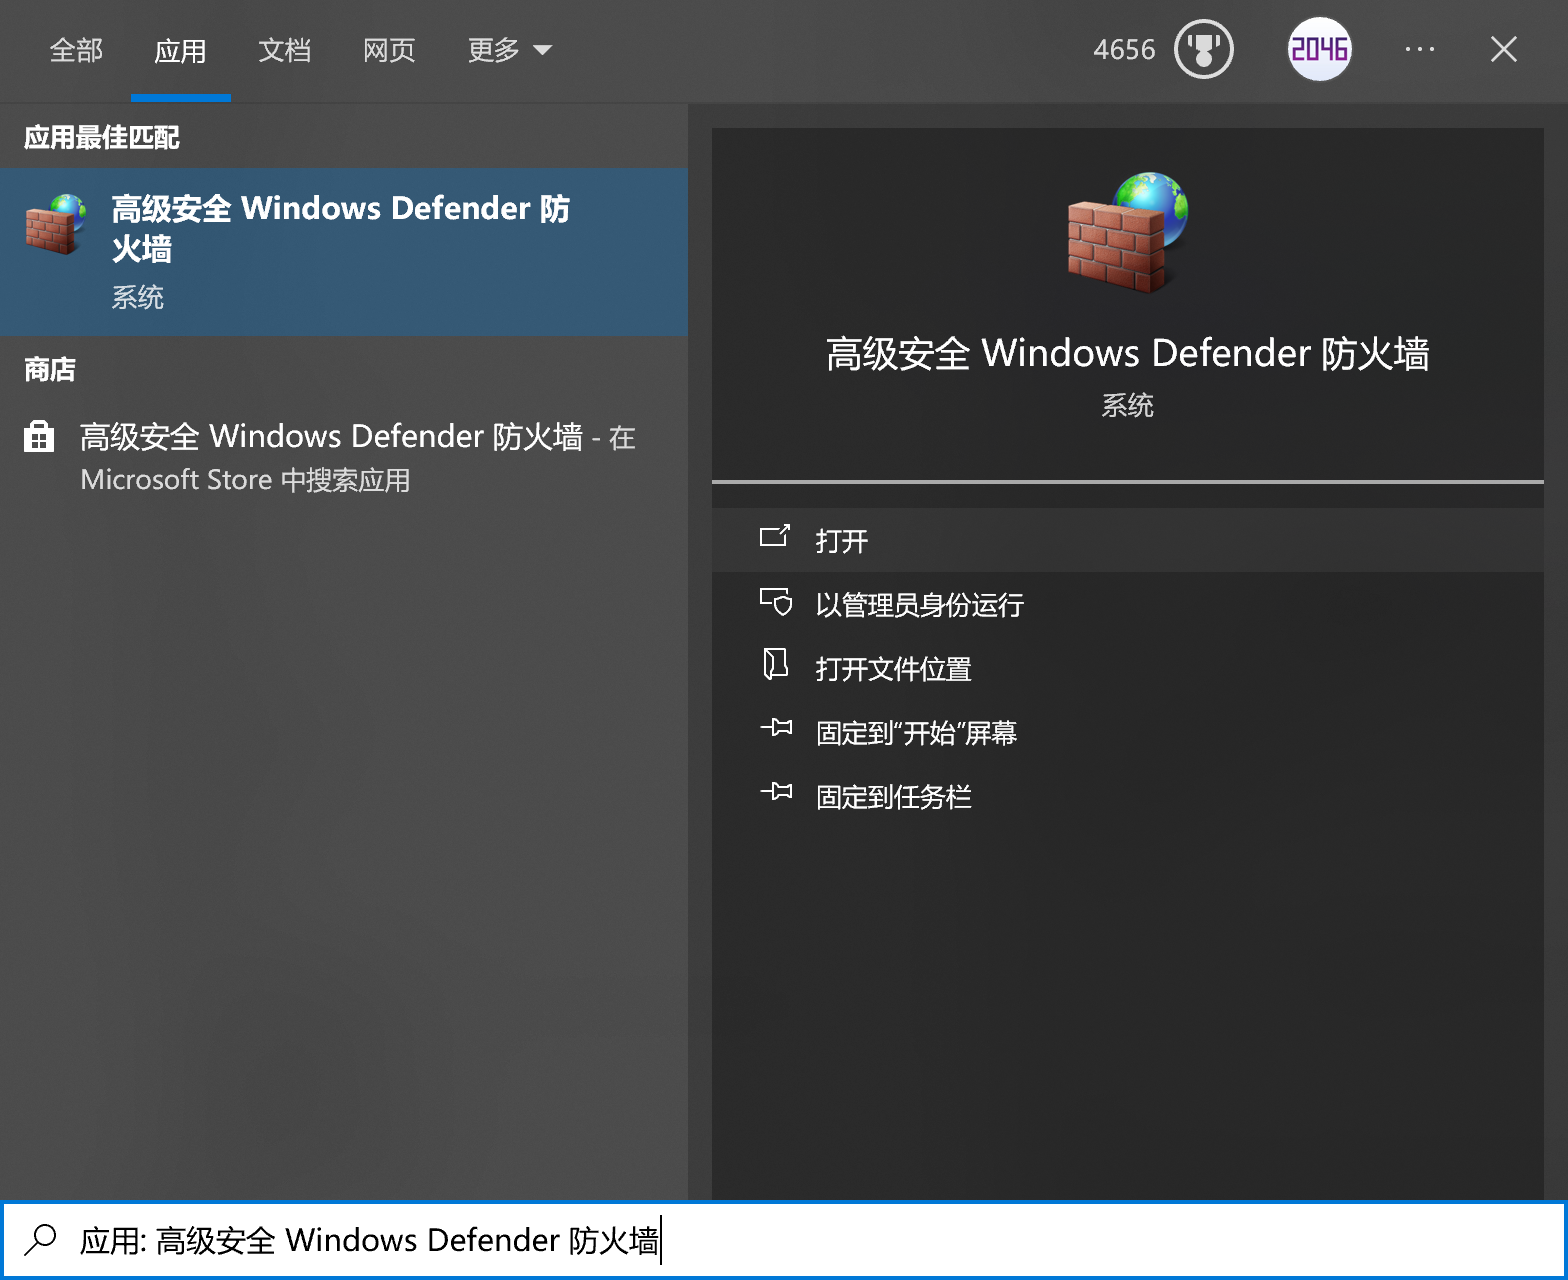 全部 应用 文档 网页 更多 4656 2046
应用最佳匹配
高级安全 Windows Defender 防
火墙
系统
商店
高级安全 Windows Defender 防火墙 - 在
Microsoft Store 中搜索应用
高级安全 Windows Defender 防火墙
系统
打开
以管理员身份运行
打开文件位置
固定到“开始”屏幕
固定到任务栏
应用: 高级安全 Windows Defender 防火墙